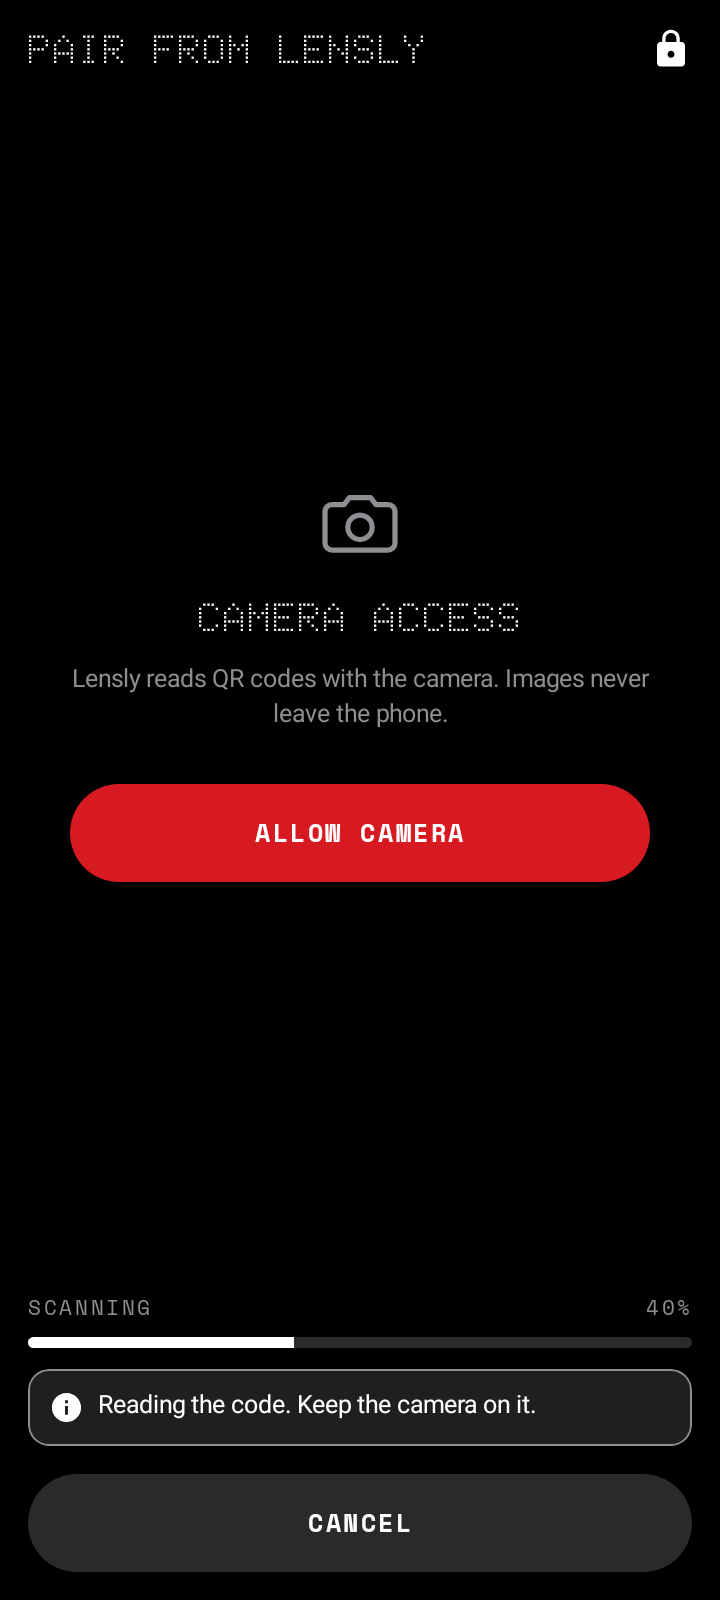 PAIR FROM LENSLY
CAMERA ACCESS
Lensly reads QR codes with the camera. Images never
leave the phone.
ALLOW CAMERA
SCANNING 40%
Reading the code. Keep the camera on it.
CANCEL